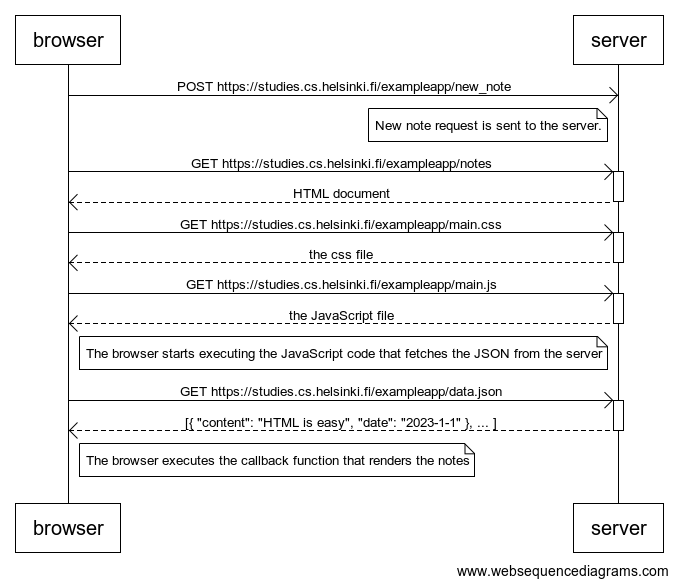 browser server
POST https://studies.cs.helsinki.fi/exampleapp/new_note
New note request is sent to the server.
GET https://studies.cs.helsinki.fi/exampleapp/notes
HTML document
GET https://studies.cs.helsinki.fi/exampleapp/main.css
the css file
GET https://studies.cs.helsinki.fi/exampleapp/main.js
the JavaScript file
The browser starts executing the JavaScript code that fetches the JSON from the server
GET https://studies.cs.helsinki.fi/exampleapp/data.json
[{ "content": "HTML is easy", "date": "2023-1-1" }, ... ]
The browser executes the callback function that renders the notes
browser server
www.websequencediagrams.com